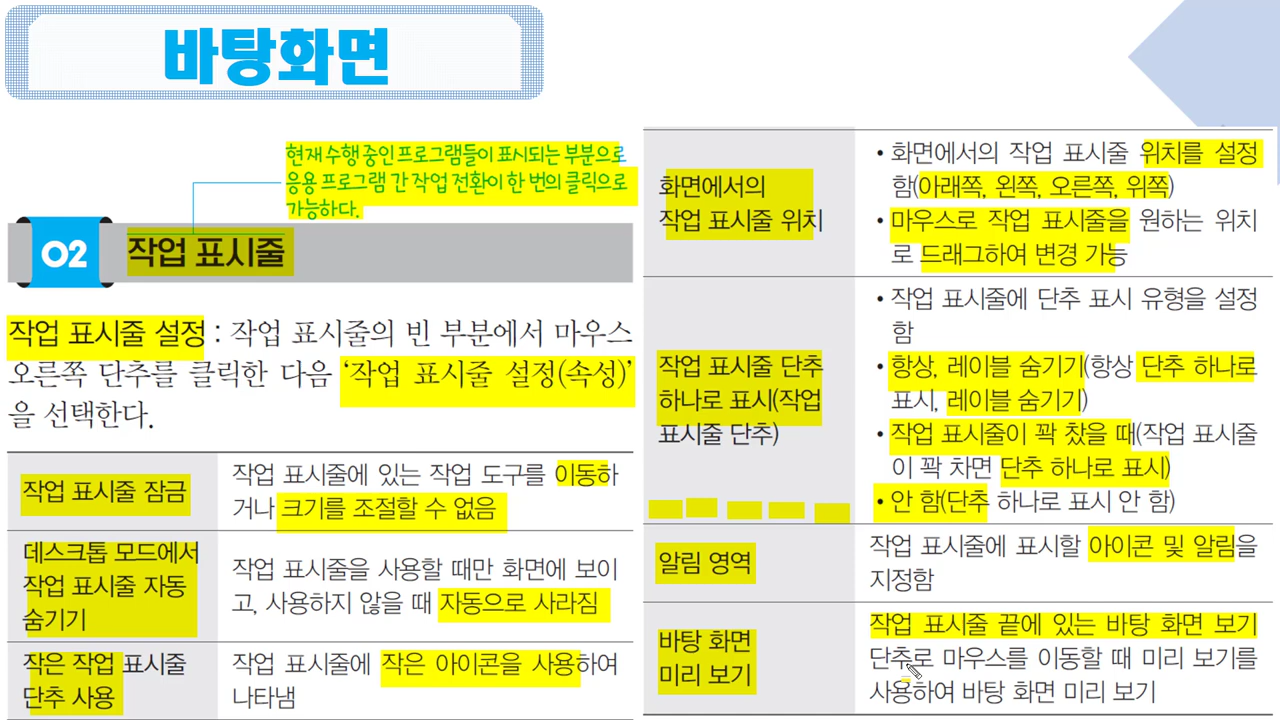 바탕화면
현재 수행 중인 프로그램들이 표시되는 부분으로
응용 프로그램 간 작업 전환이 한 번의 클릭으로
가능하다.
02 작업 표시줄
작업 표시줄 설정 : 작업 표시줄의 빈 부분에서 마우스
오른쪽 단추를 클릭한 다음 ‘작업 표시줄 설정(속성)’
을 선택한다.
작업 표시줄 잠금
작업 표시줄에 있는 작업 도구를 이동하
거나 크기를 조절할 수 없음
데스크톱 모드에서
작업 표시줄 자동
숨기기
작업 표시줄을 사용할 때만 화면에 보이
고, 사용하지 않을 때 자동으로 사라짐
작은 작업 표시줄
단추 사용
작업 표시줄에 작은 아이콘을 사용하여
나타냄
화면에서의
작업 표시줄 위치
• 화면에서의 작업 표시줄 위치를 설정
함(아래쪽, 왼쪽, 오른쪽, 위쪽)
• 마우스로 작업 표시줄을 원하는 위치
로 드래그하여 변경 가능
작업 표시줄 단추
하나로 표시(작업
표시줄 단추)
• 작업 표시줄에 단추 표시 유형을 설정
함
• 항상, 레이블 숨기기(항상 단추 하나로
표시, 레이블 숨기기)
• 작업 표시줄이 꽉 찼을 때(작업 표시줄
이 꽉 차면 단추 하나로 표시)
• 안 함(단추 하나로 표시 안 함)
알림 영역
작업 표시줄에 표시할 아이콘 및 알림을
지정함
바탕 화면
미리 보기
작업 표시줄 끝에 있는 바탕 화면 보기
단추로 마우스를 이동할 때 미리 보기를
사용하여 바탕 화면 미리 보기